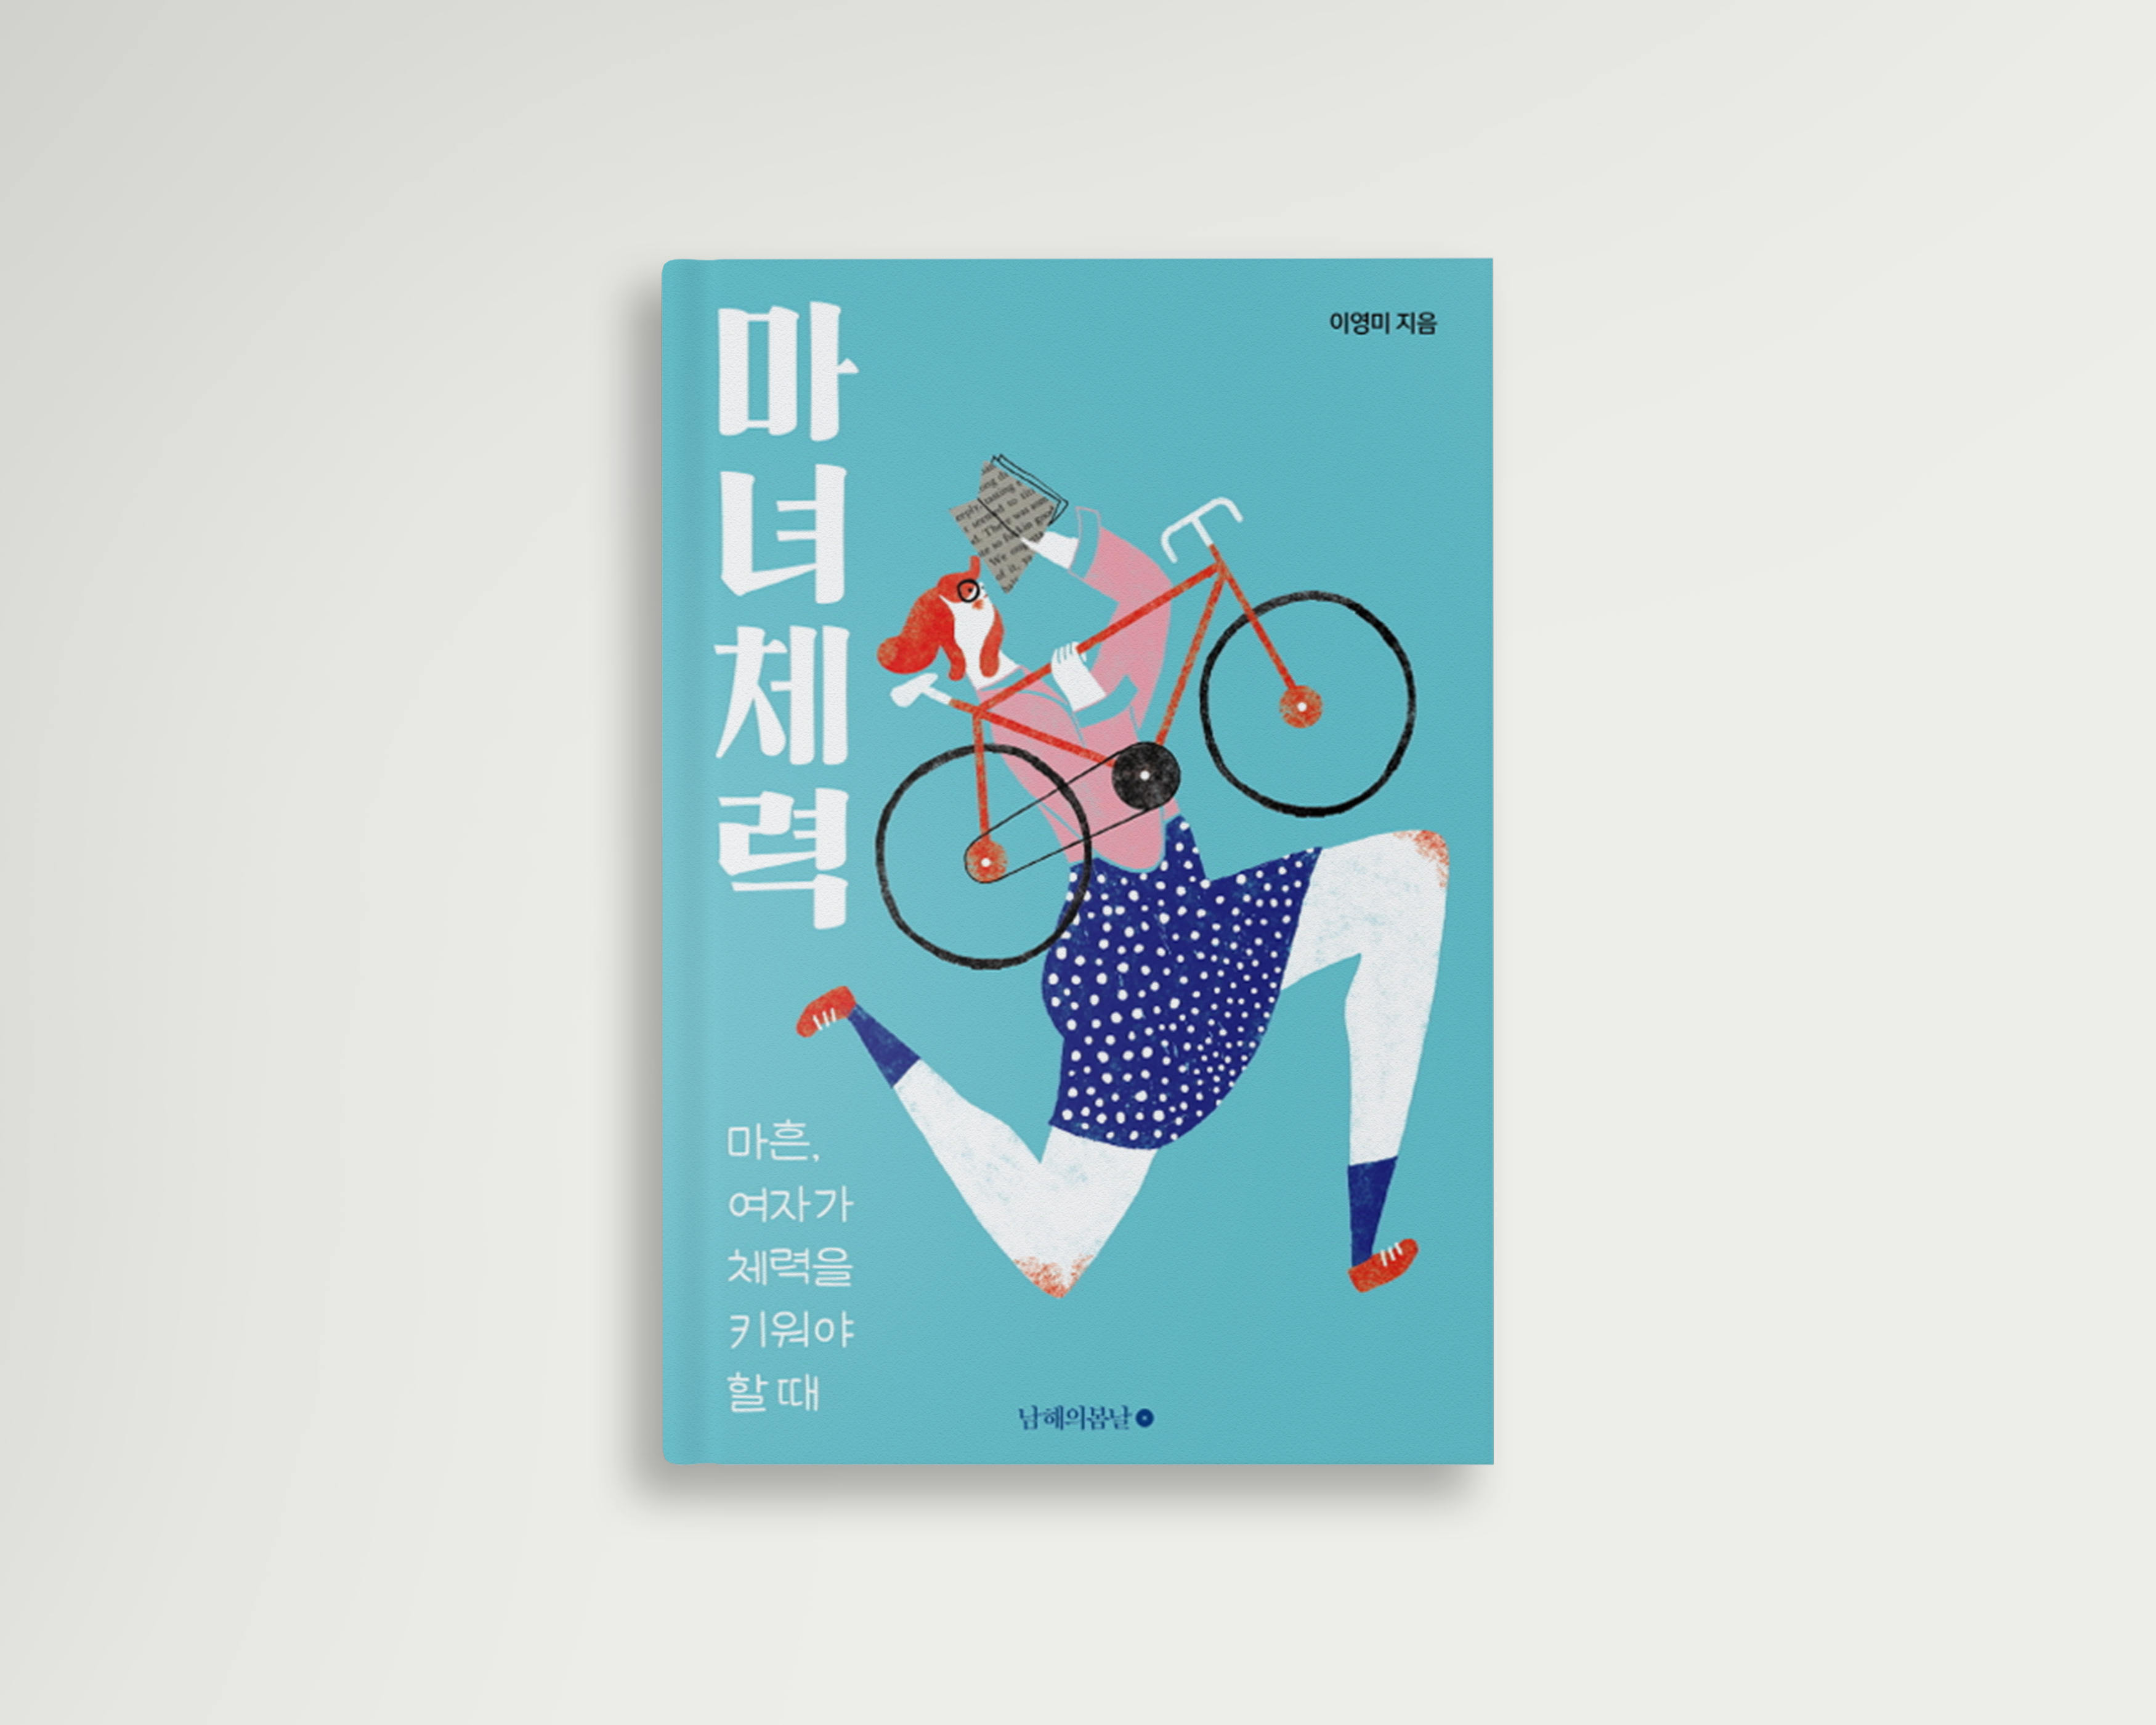 마녀체력
이영미 지음
마흔,
여자가
체력을
키워야
할 때
남해의봄날